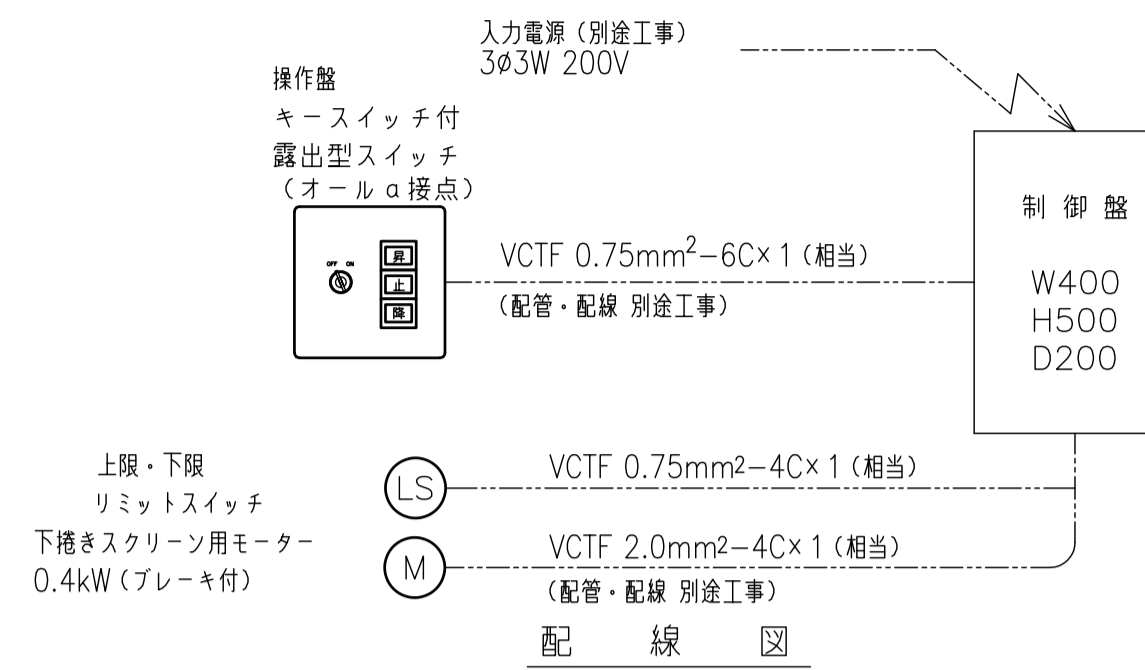 入力電源（別途工事）
3φ3W 200V
操作盤
キースイッチ付
露出型スイッチ
（オールa接点）
OFF ON
昇
止
降
VCTF 0.75mm²−6C×1（相当）
（配管・配線 別途工事）
制御盤
W400
H500
D200
上限・下限
リミットスイッチ
LS
VCTF 0.75mm2−4C×1（相当）
下捲きスクリーン用モーター
0.4kW（ブレーキ付）
M
VCTF 2.0mm2−4C×1（相当）
（配管・配線 別途工事）
配線図